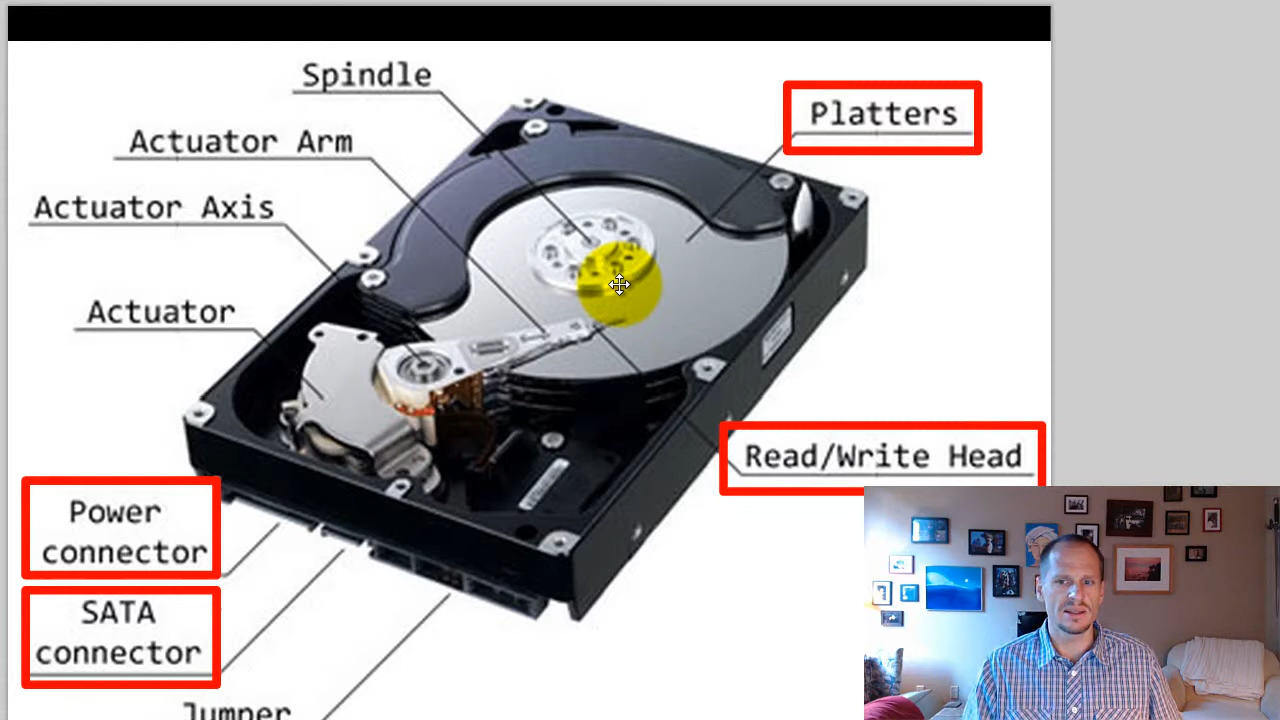 Spindle
Platters
Actuator Arm
Actuator Axis
Actuator
Read/Write Head
Power
connector
SATA
connector
Jumper